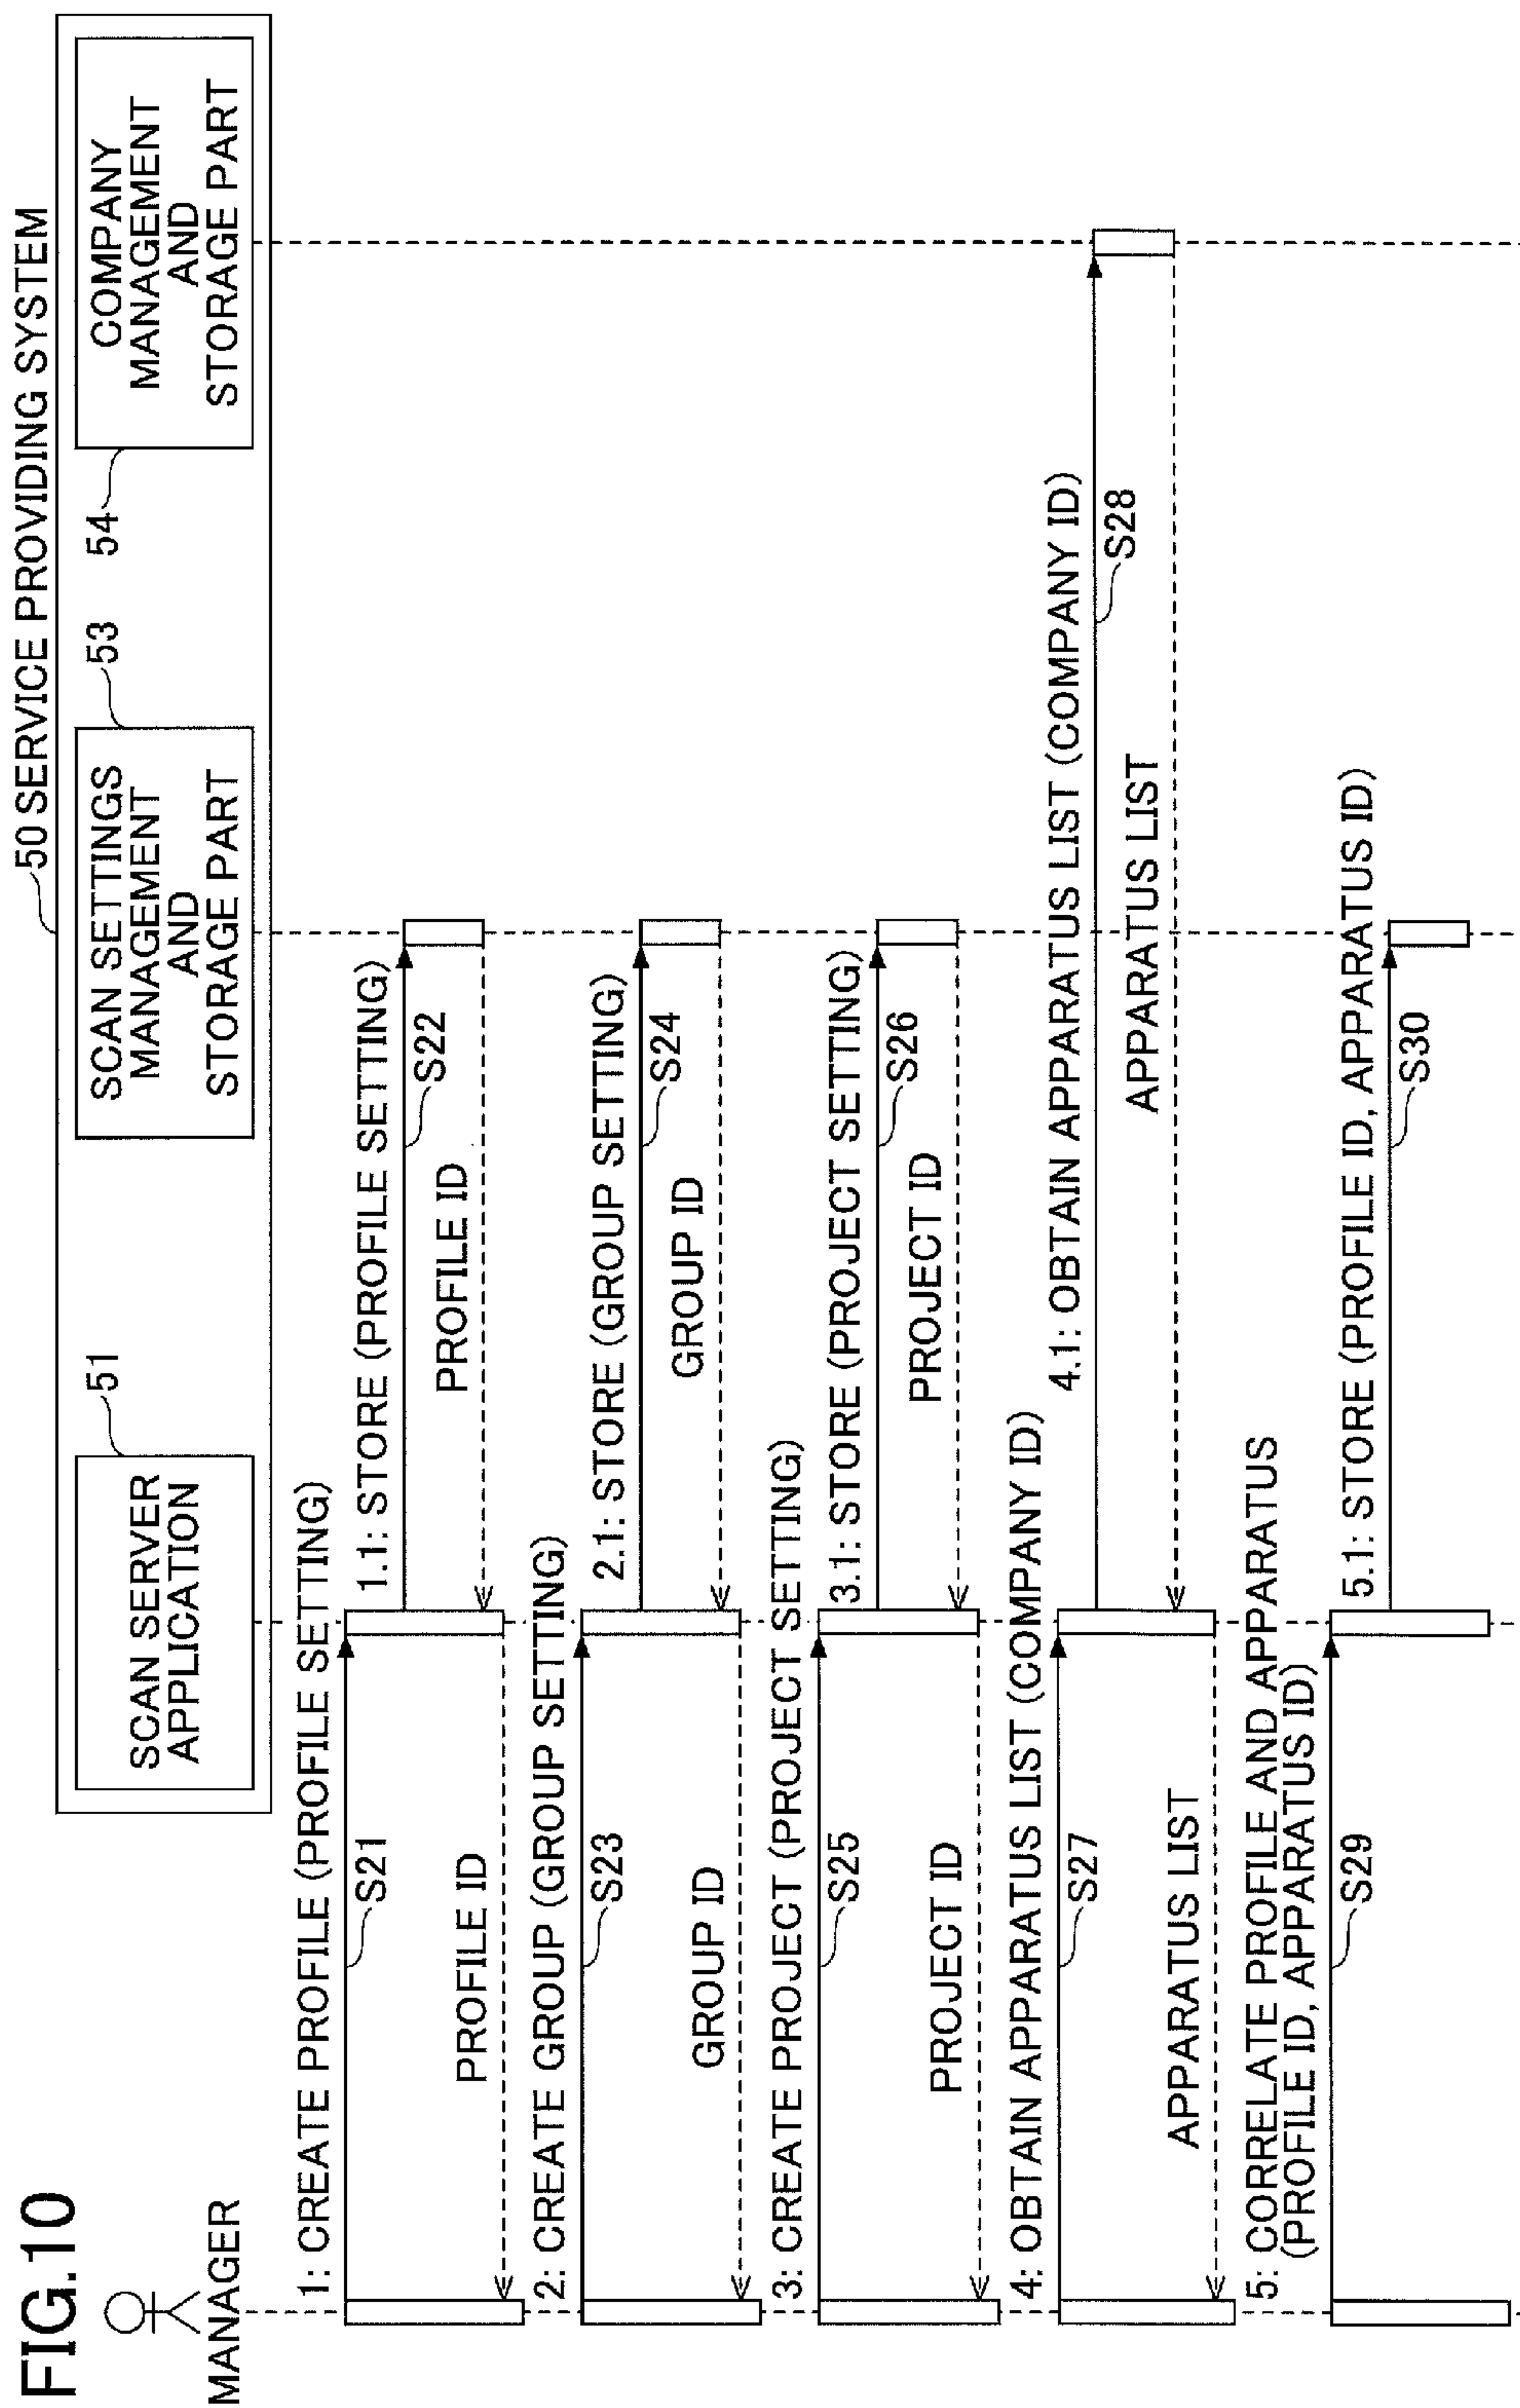 FIG.10
MANAGER
50 SERVICE PROVIDING SYSTEM
51
SCAN SERVER
APPLICATION
53
SCAN SETTINGS
MANAGEMENT
AND
STORAGE PART
54
COMPANY
MANAGEMENT
AND
STORAGE PART
1: CREATE PROFILE (PROFILE SETTING)
S21
1.1: STORE (PROFILE SETTING)
S22
PROFILE ID
PROFILE ID
2: CREATE GROUP (GROUP SETTING)
S23
2.1: STORE (GROUP SETTING)
S24
GROUP ID
GROUP ID
3: CREATE PROJECT (PROJECT SETTING)
S25
3.1: STORE (PROJECT SETTING)
S26
PROJECT ID
PROJECT ID
4: OBTAIN APPARATUS LIST (COMPANY ID)
S27
4.1: OBTAIN APPARATUS LIST (COMPANY ID)
S28
APPARATUS LIST
APPARATUS LIST
5: CORRELATE PROFILE AND APPARATUS
(PROFILE ID, APPARATUS ID)
S29
5.1: STORE (PROFILE ID, APPARATUS ID)
S30